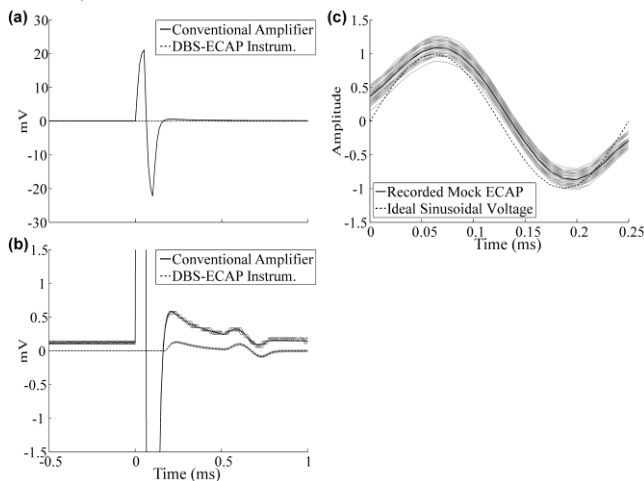 (a)
30
20
10
0
-10
-20
-30
mV
Conventional Amplifier
DBS-ECAP Instrum.
(b)
1.5
1
0.5
0
-0.5
-1
-1.5
mV
Conventional Amplifier
DBS-ECAP Instrum.
-0.5
0
0.5
1
Time (ms)
(c)
1.5
1
0.5
0
-0.5
-1
-1.5
Amplitude
Recorded Mock ECAP
Ideal Sinusoidal Voltage
0
0.05
0.1
0.15
0.2
0.25
Time (ms)